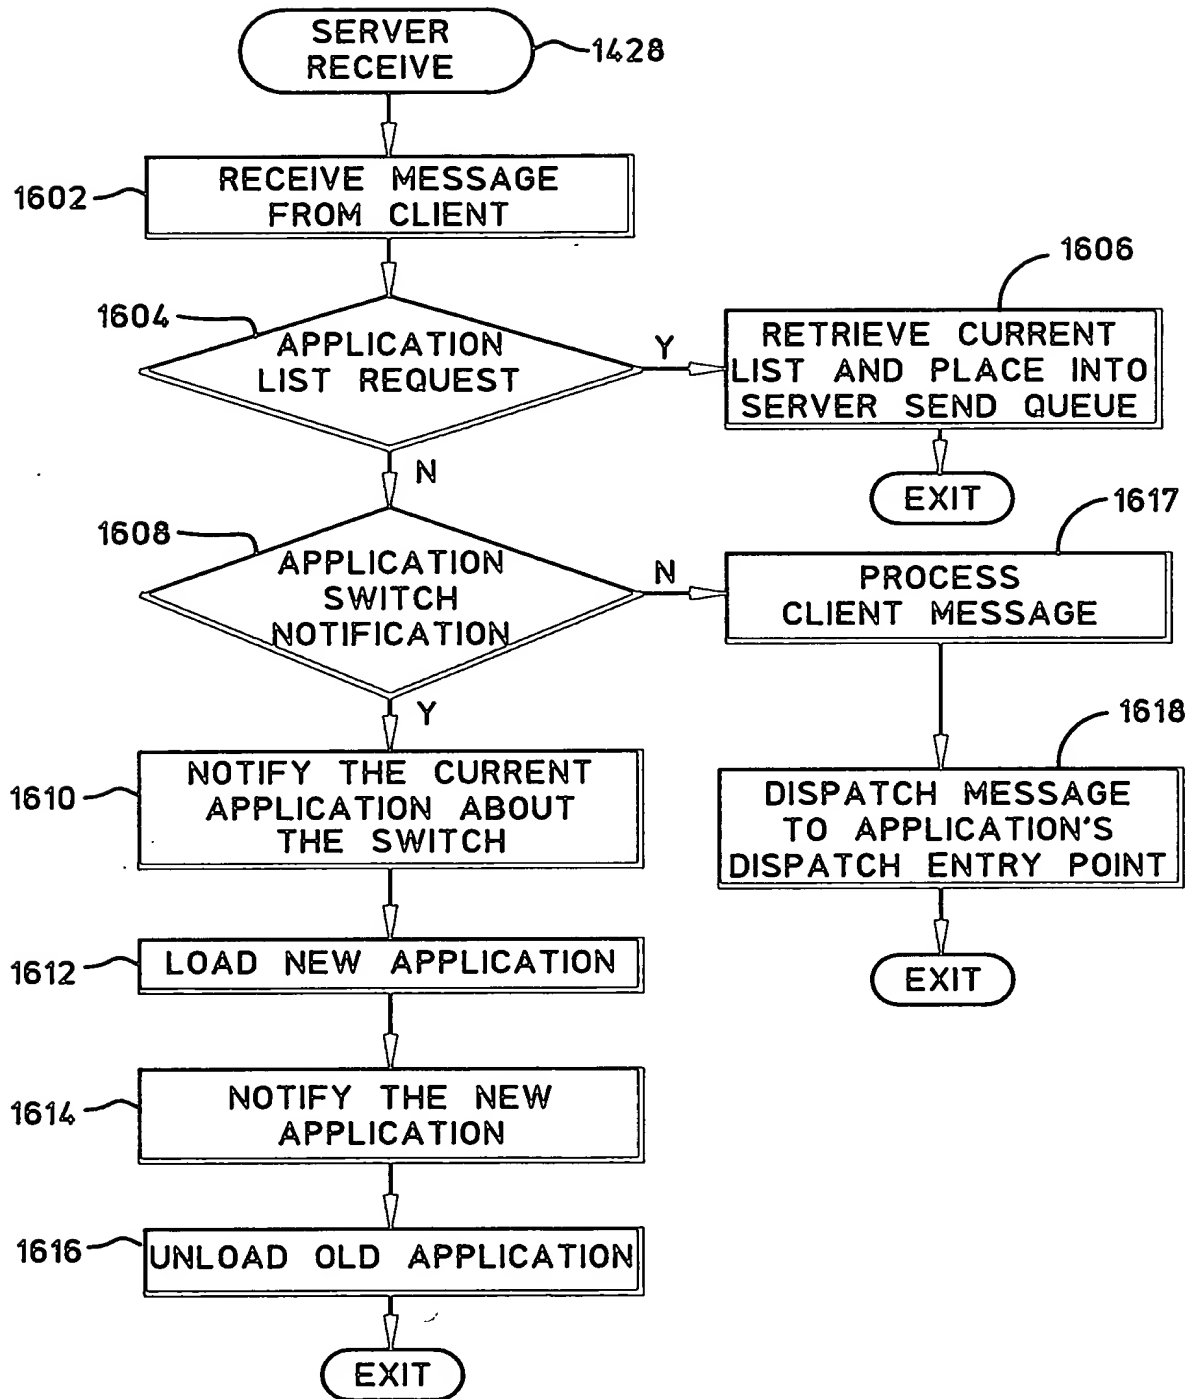 SERVER
RECEIVE
1428
1602
RECEIVE MESSAGE
FROM CLIENT
1604
APPLICATION
LIST REQUEST
Y
1606
RETRIEVE CURRENT
LIST AND PLACE INTO
SERVER SEND QUEUE
EXIT
N
1608
APPLICATION
SWITCH
NOTIFICATION
N
1617
PROCESS
CLIENT MESSAGE
Y
1618
DISPATCH MESSAGE
TO APPLICATION'S
DISPATCH ENTRY POINT
EXIT
1610
NOTIFY THE CURRENT
APPLICATION ABOUT
THE SWITCH
1612
LOAD NEW APPLICATION
1614
NOTIFY THE NEW
APPLICATION
1616
UNLOAD OLD APPLICATION
EXIT